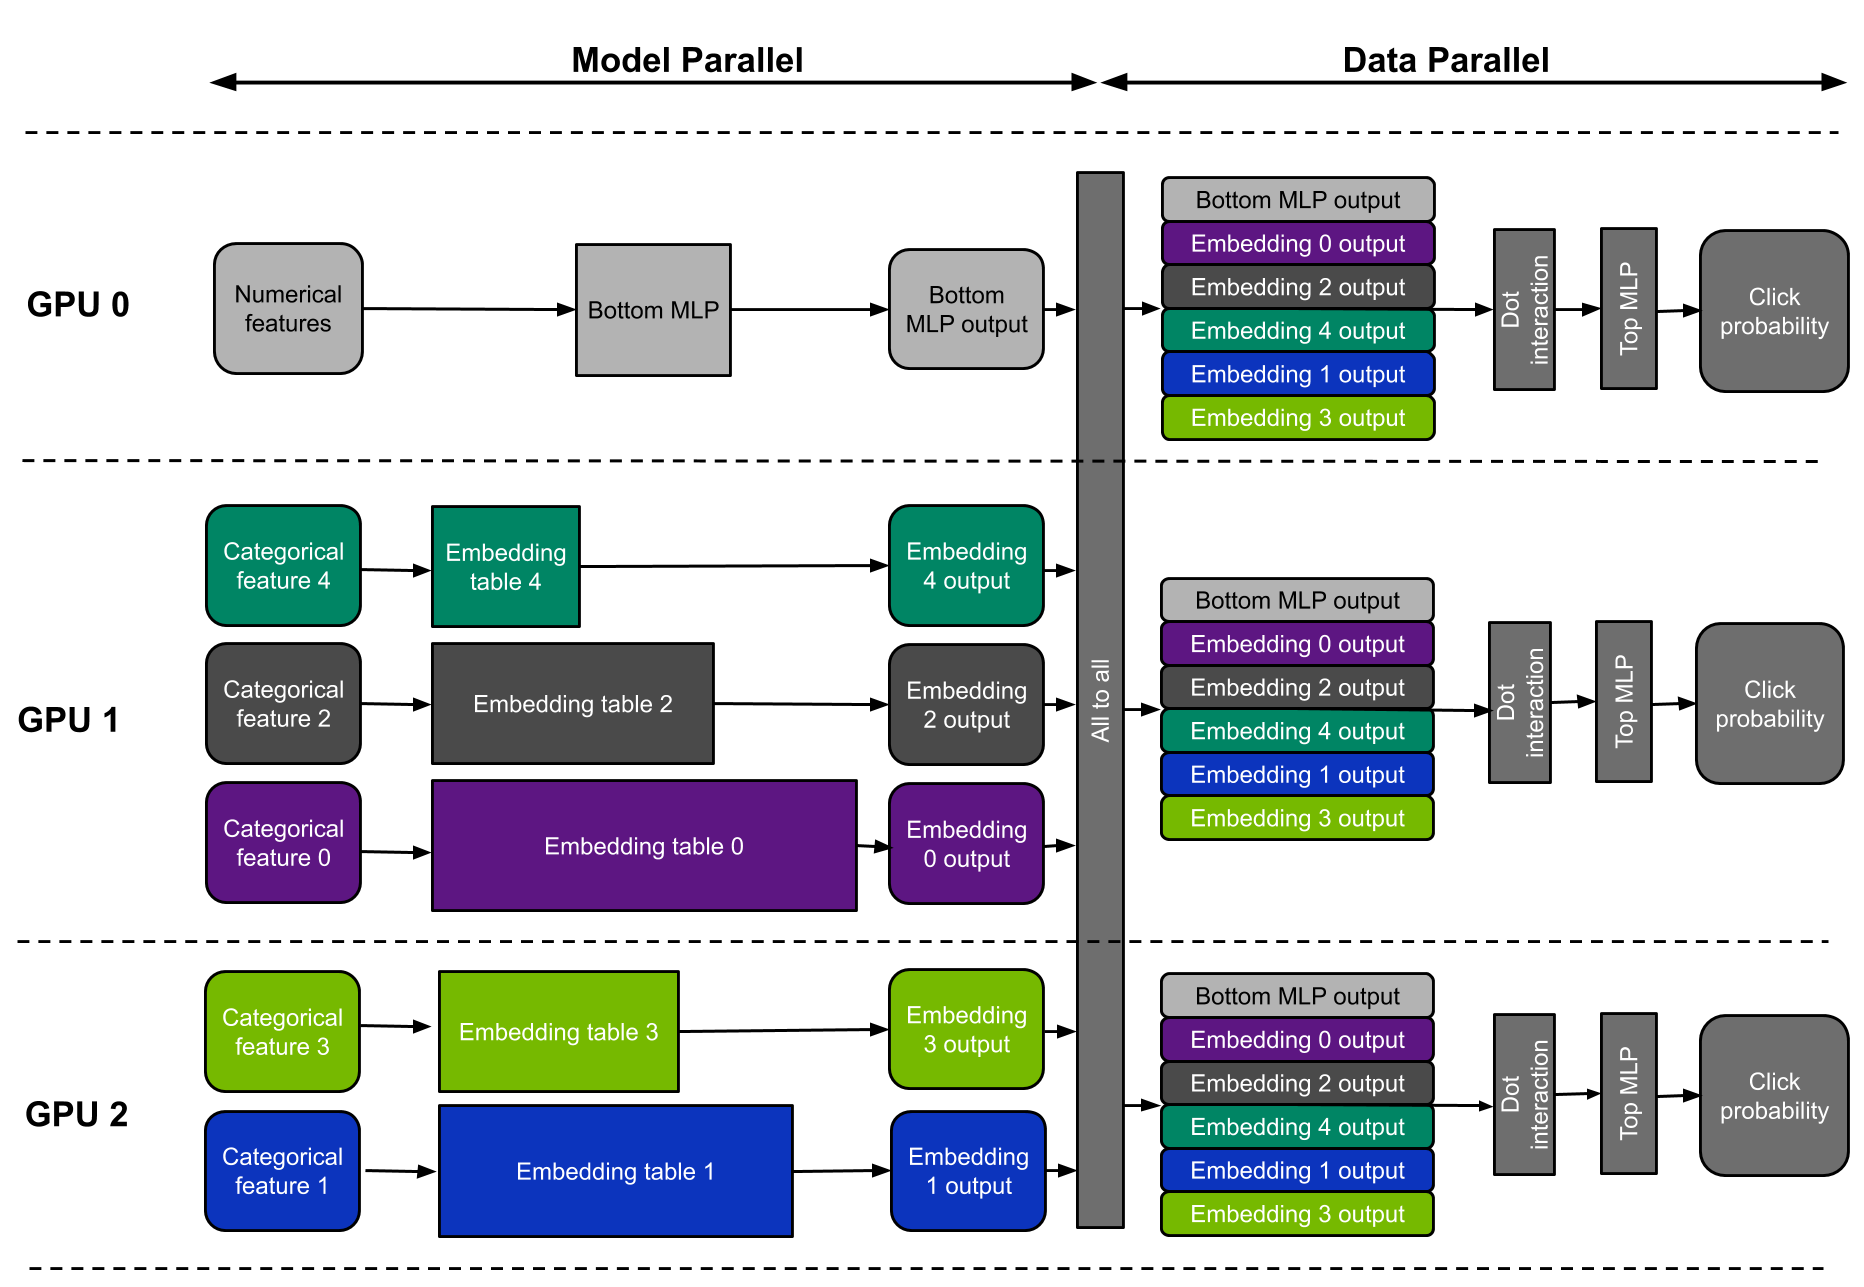 Model Parallel
Data Parallel
GPU 0
Numerical
features
Bottom MLP
Bottom
MLP output
Bottom MLP output
Embedding 0 output
Embedding 2 output
Embedding 4 output
Embedding 1 output
Embedding 3 output
Dot
interaction
Top MLP
Click
probability
All to all
GPU 1
Categorical
feature 4
Embedding
table 4
Embedding
4 output
Categorical
feature 2
Embedding table 2
Embedding
2 output
Categorical
feature 0
Embedding table 0
Embedding
0 output
Bottom MLP output
Embedding 0 output
Embedding 2 output
Embedding 4 output
Embedding 1 output
Embedding 3 output
Dot
interaction
Top MLP
Click
probability
GPU 2
Categorical
feature 3
Embedding table 3
Embedding
3 output
Categorical
feature 1
Embedding table 1
Embedding
1 output
Bottom MLP output
Embedding 0 output
Embedding 2 output
Embedding 4 output
Embedding 1 output
Embedding 3 output
Dot
interaction
Top MLP
Click
probability